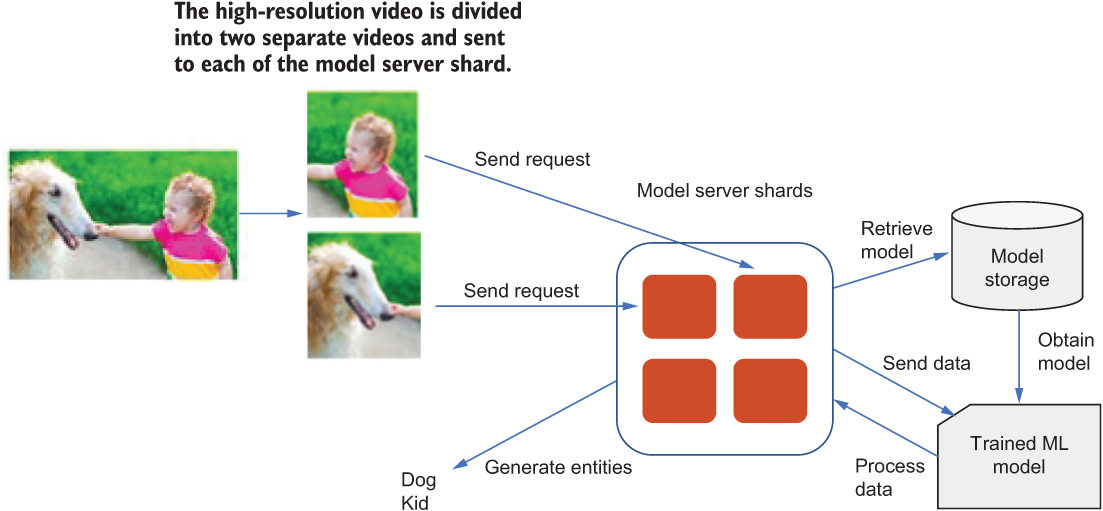 The high-resolution video is divided
into two separate videos and sent
to each of the model server shard.
Send request
Model server shards
Retrieve
model
Model
storage
Send request
Obtain
model
Send data
Trained ML
model
Process
data
Generate entities
Dog
Kid